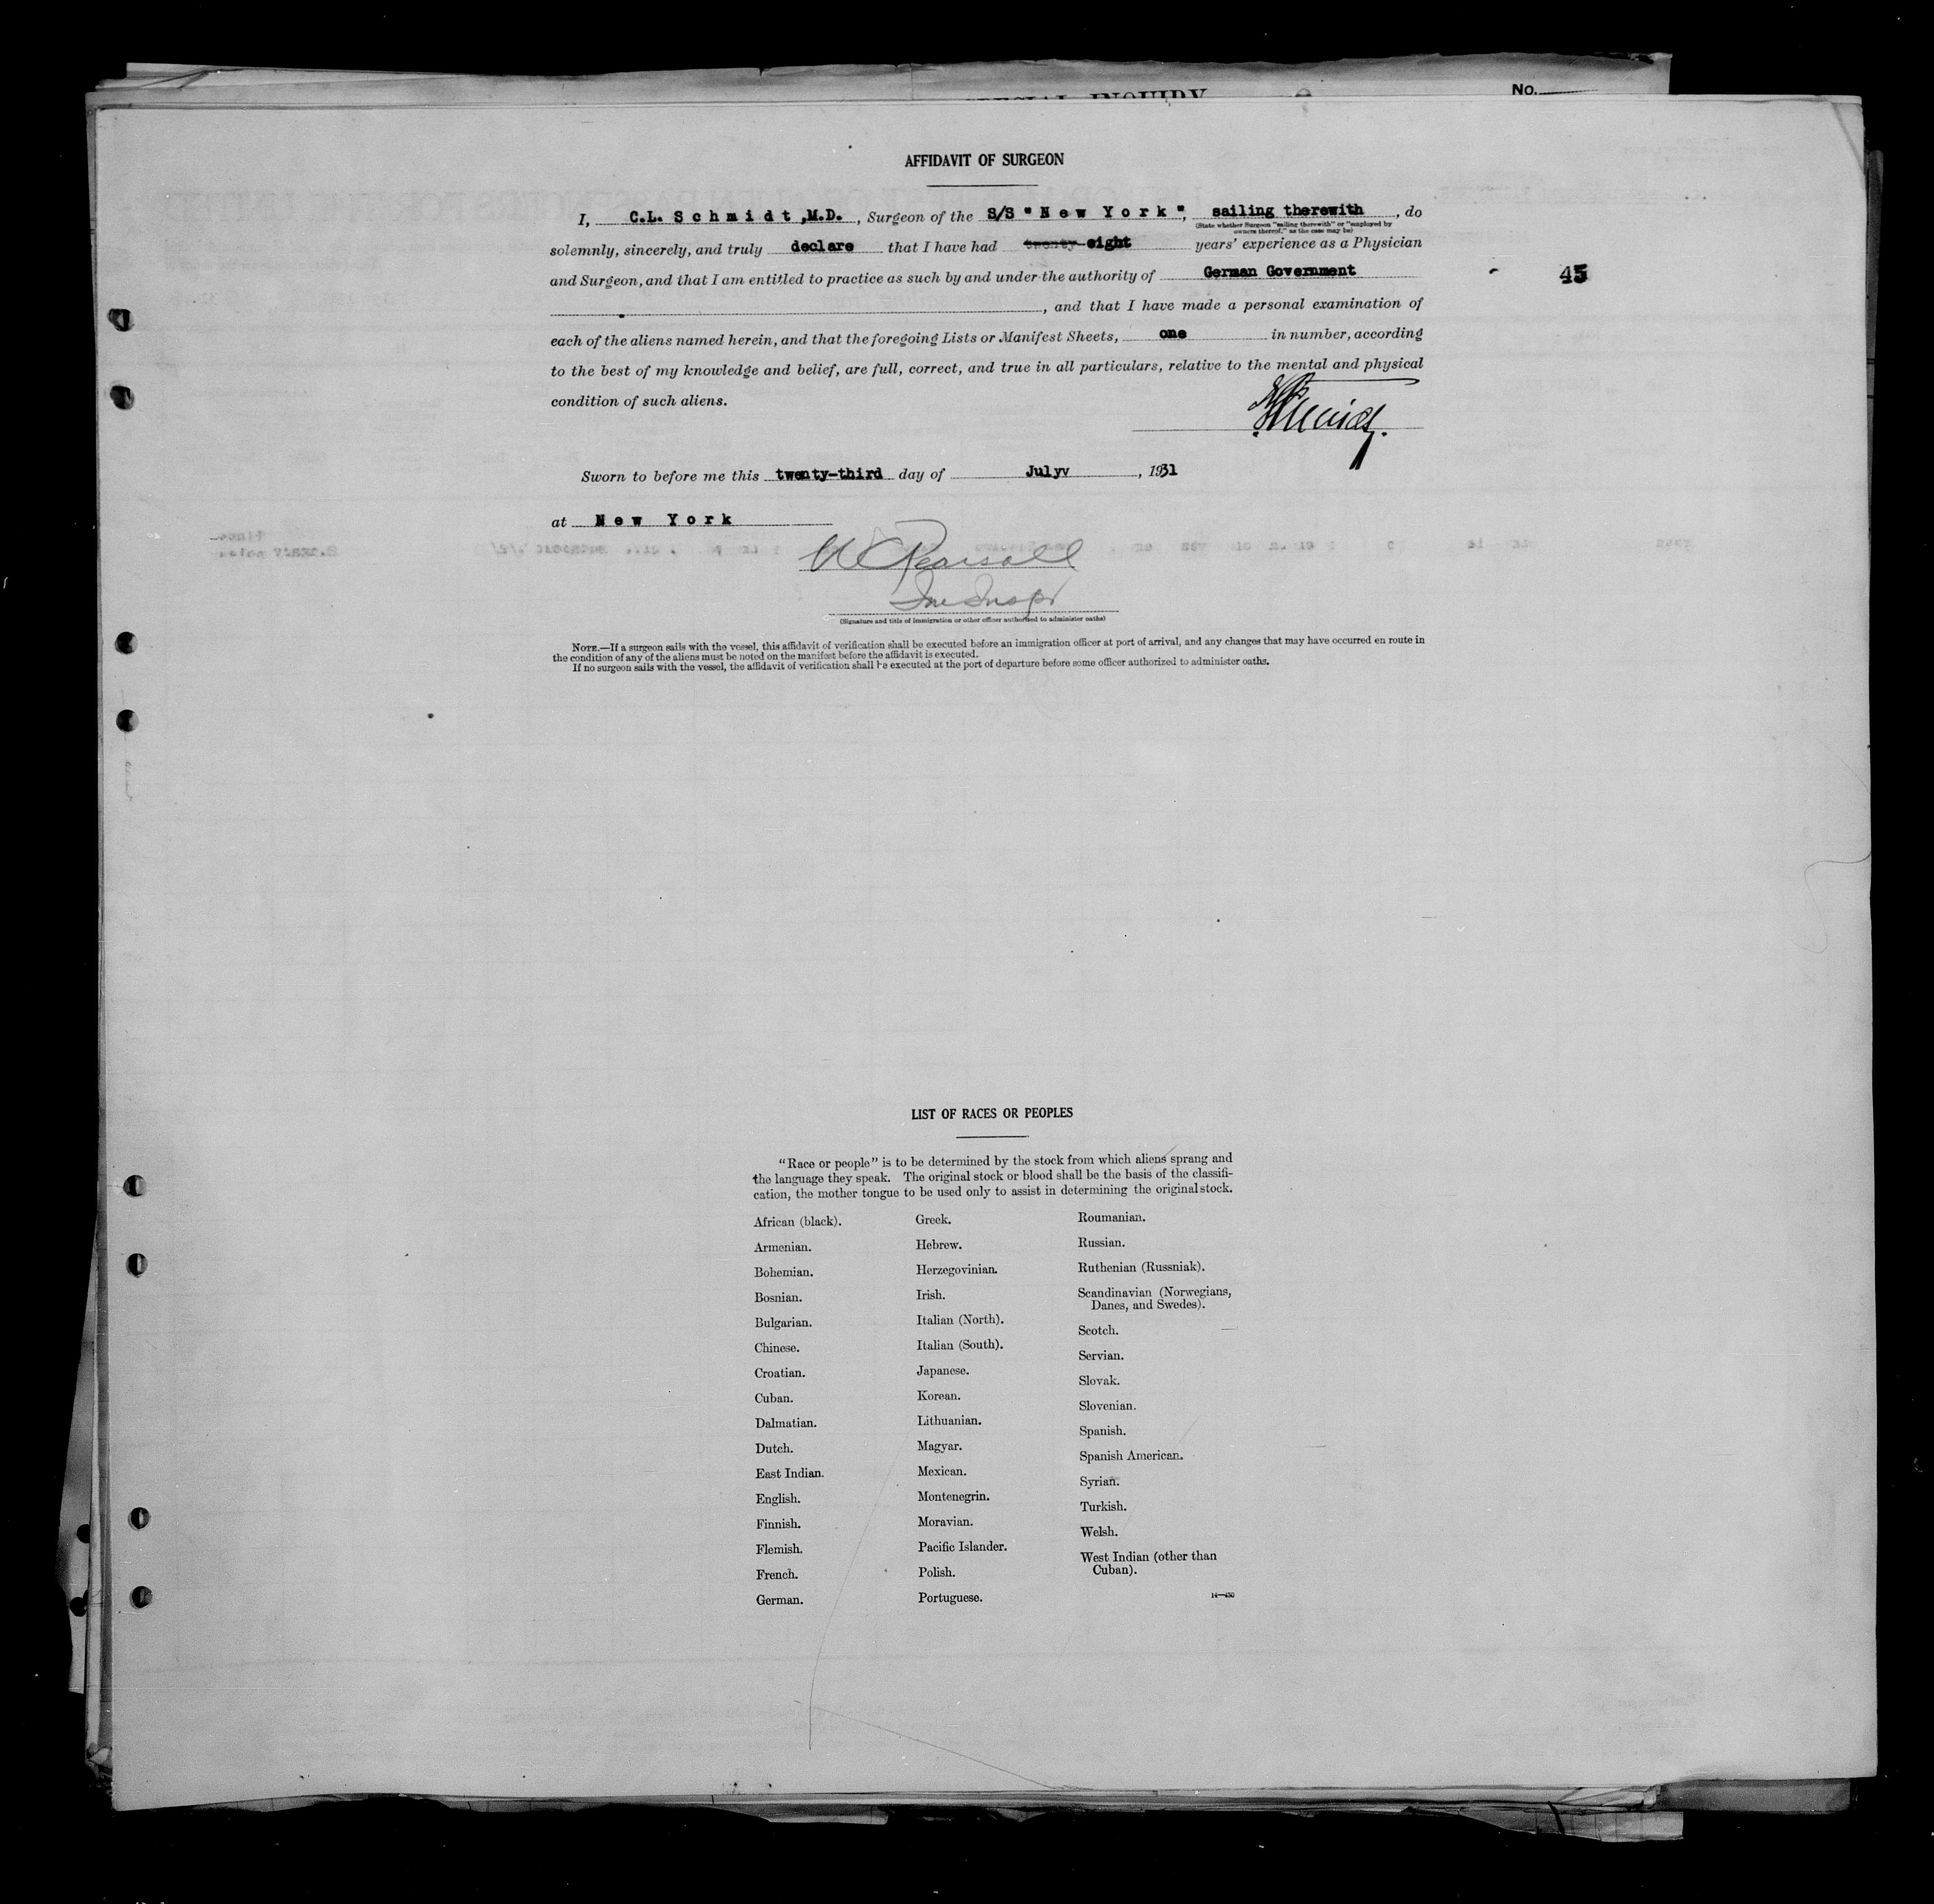 No.
AFFIDAVIT OF SURGEON
I, C.L. S c h m i d t ,M.D. , Surgeon of the S/S "N e w Y o r k", sailing therewith , do
(State whether Surgeon "sailing therewith" or "employed by
owners thereof," as the case may be)
solemnly, sincerely, and truly declare that I have had twenty-eight years' experience as a Physician
and Surgeon, and that I am entitled to practice as such by and under the authority of German Government
45
, and that I have made a personal examination of
each of the aliens named herein, and that the foregoing Lists or Manifest Sheets, one in number, according
to the best of my knowledge and belief, are full, correct, and true in all particulars, relative to the mental and physical
condition of such aliens.
Sworn to before me this twenty-third day of Julyv , 1931
at N e w Y o r k
Pearsall
(Signature and title of immigration or other officer authorized to administer oaths)
NOTE.—If a surgeon sails with the vessel, this affidavit of verification shall be executed before an immigration officer at port of arrival, and any changes that may have occurred en route in
the condition of any of the aliens must be noted on the manifest before the affidavit is executed.
If no surgeon sails with the vessel, the affidavit of verification shall be executed at the port of departure before some officer authorized to administer oaths.
LIST OF RACES OR PEOPLES
"Race or people" is to be determined by the stock from which aliens sprang and
the language they speak. The original stock or blood shall be the basis of the classifi-
cation, the mother tongue to be used only to assist in determining the original stock.
African (black).
Armenian.
Bohemian.
Bosnian.
Bulgarian.
Chinese.
Croatian.
Cuban.
Dalmatian.
Dutch.
East Indian.
English.
Finnish.
Flemish.
French.
German.
Greek.
Hebrew.
Herzegovinian.
Irish.
Italian (North).
Italian (South).
Japanese.
Korean.
Lithuanian.
Magyar.
Mexican.
Montenegrin.
Moravian.
Pacific Islander.
Polish.
Portuguese.
Roumanian.
Russian.
Ruthenian (Russniak).
Scandinavian (Norwegians,
Danes, and Swedes).
Scotch.
Servian.
Slovak.
Slovenian.
Spanish.
Spanish American.
Syrian.
Turkish.
Welsh.
West Indian (other than
Cuban).
14—430